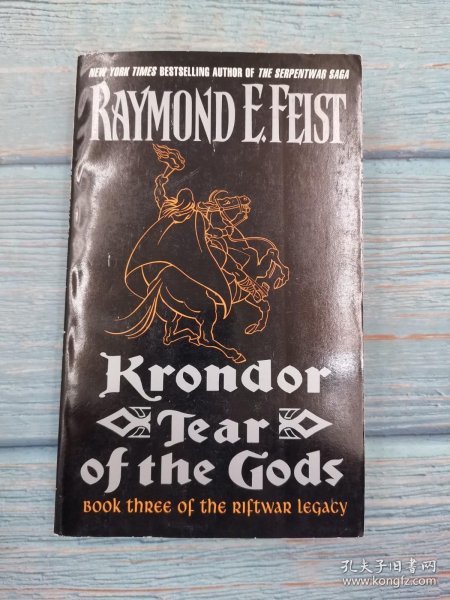 NEW YORK TIMES BESTSELLING AUTHOR OF THE SERPENTWAR SAGA
RAYMOND E. FEIST
Krondor
Tear
of the Gods
BOOK THREE OF THE RIFTWAR LEGACY
孔夫子旧书网
www.kongfz.com